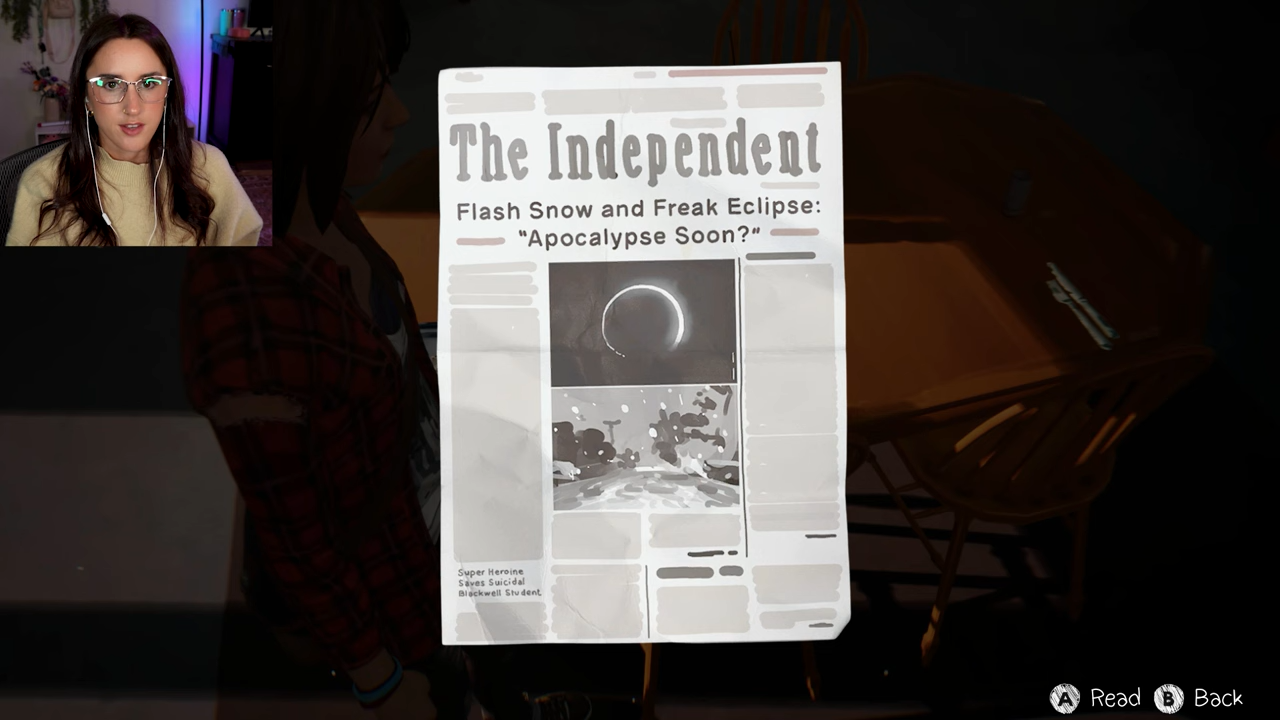 The Independent
Flash Snow and Freak Eclipse:
"Apocalypse Soon?"
Super Heroine
Saves Suicidal
Blackwell Student
A Read B Back